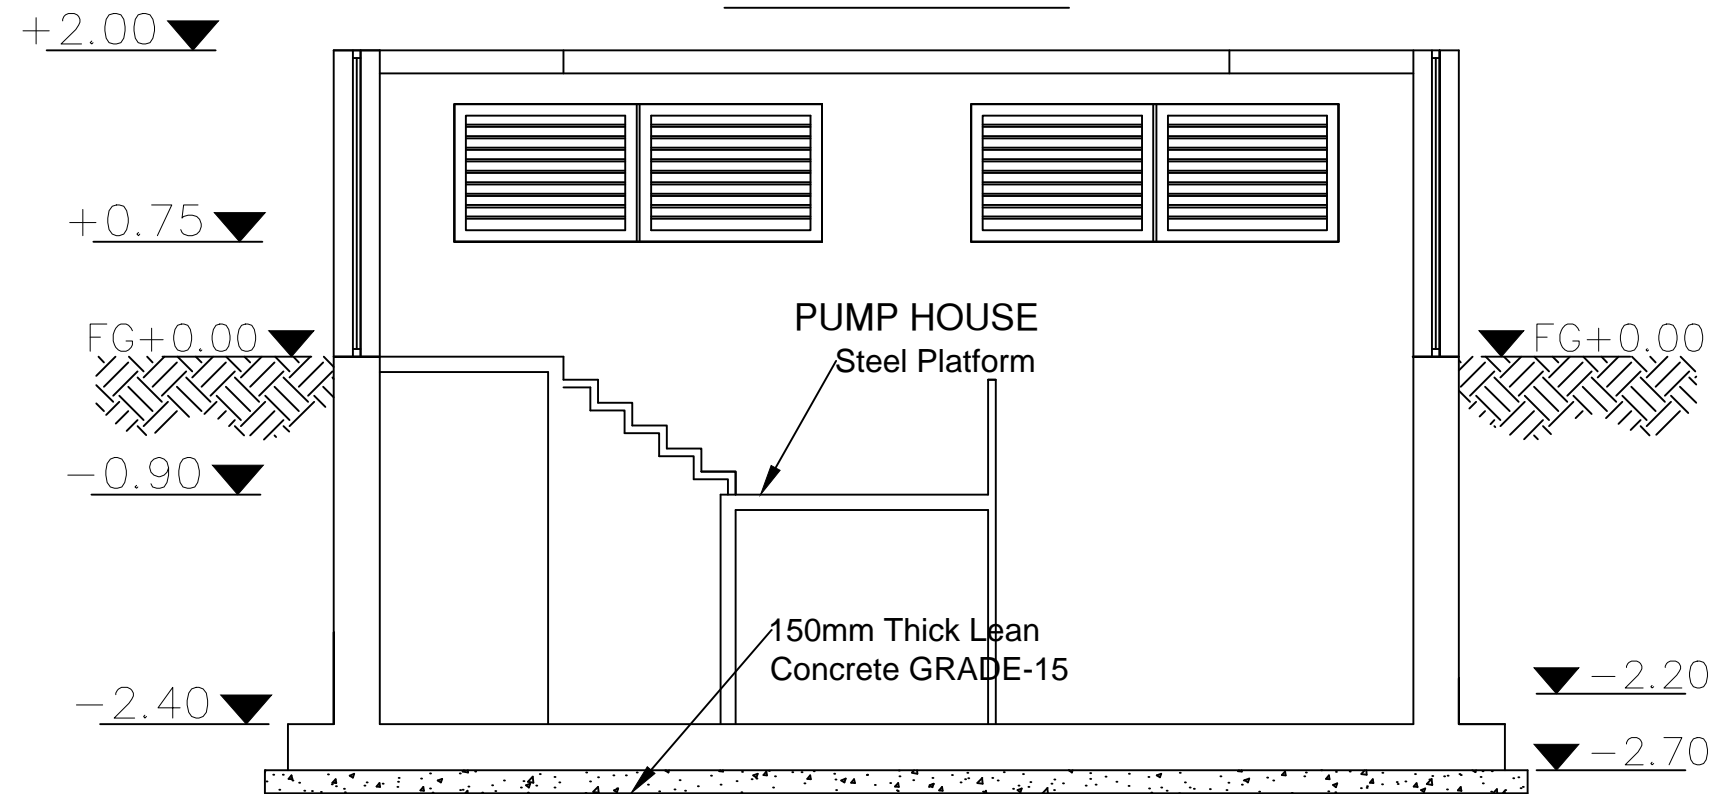 +2.00
+0.75
FG+0.00
FG+0.00
PUMP HOUSE
Steel Platform
-0.90
150mm Thick Lean
Concrete GRADE-15
-2.20
-2.40
-2.70